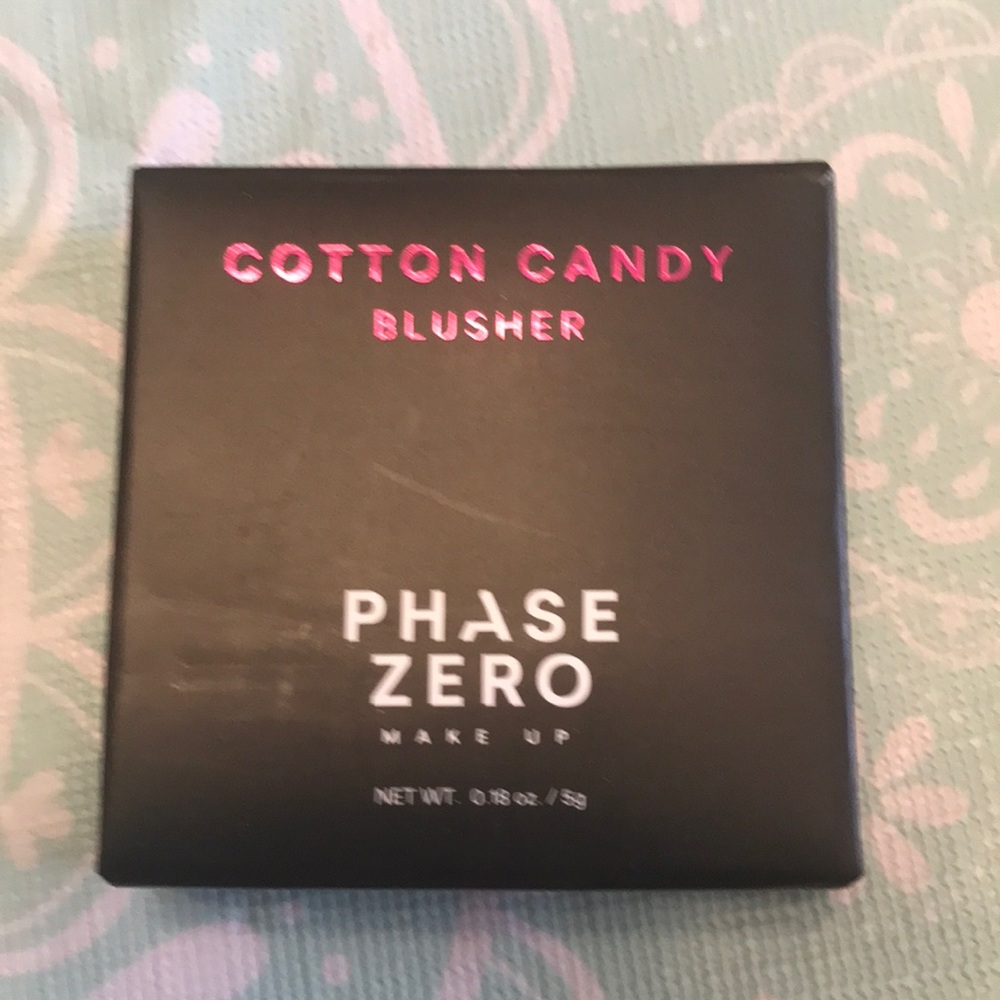 COTTON CANDY
BLUSHER
PHASE
ZERO
MAKE UP
NET WT. 0.18 oz. / 5g